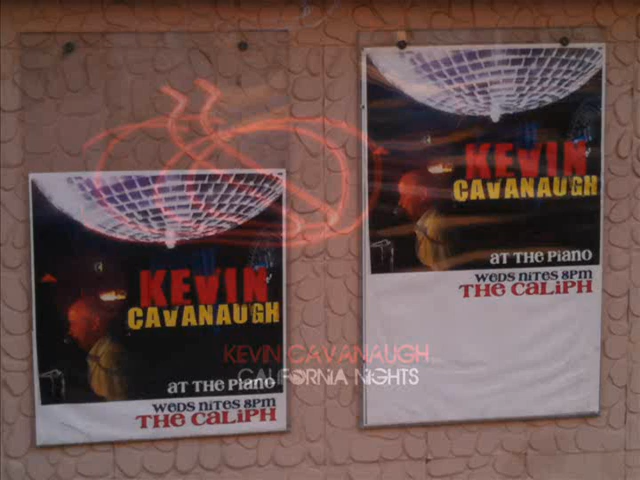 KEVIN
CAVANAUGH
AT THE PIANO
WEDS NITES 8PM
THE CALIPH
KEVIN
CAVANAUGH
AT THE PIANO
WEDS NITES 8PM
THE CALIPH
KEVIN CAVANAUGH
CALIFORNIA NIGHTS